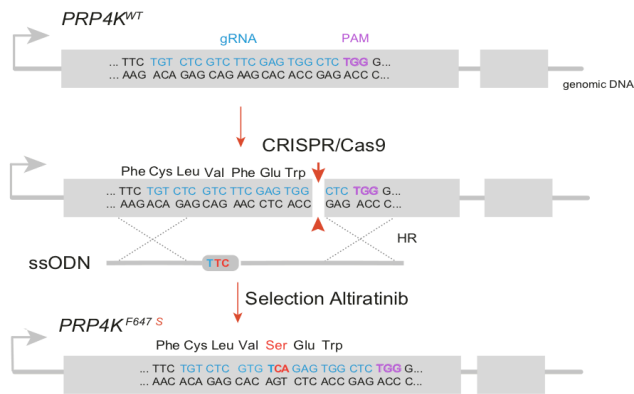 PRP4K^WT
gRNA PAM
... TTC TGT CTC GTC TTC GAG TGG CTC TGG G...
... AAG ACA GAG CAG AAG CAC ACC GAG ACC C...
genomic DNA
CRISPR/Cas9
Phe Cys Leu Val Phe Glu Trp
... TTC TGT CTC GTC TTC GAG TGG CTC TGG G...
... AAG ACA GAG CAG AAC CTC ACC GAG ACC C...
HR
ssODN TTC
Selection Altiratinib
PRP4K^F647 S
Phe Cys Leu Val Ser Glu Trp
... TTC TGT CTC GTG TCA GAG TGG CTC TGG G...
... AAC ACA GAG CAC AGT CTC ACC GAG ACC C...